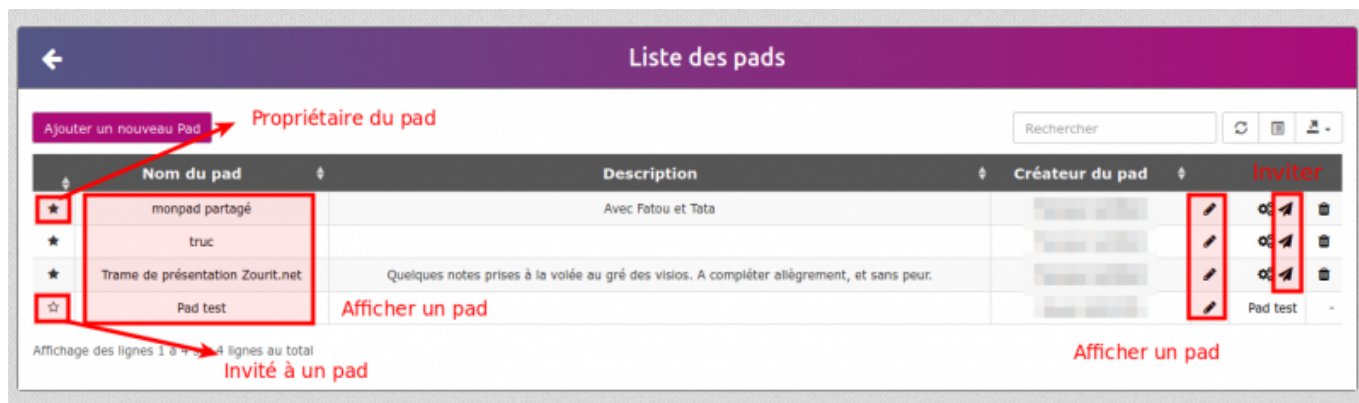 Liste des pads
Propriétaire du pad
Ajouter un nouveau Pad
Rechercher
Inviter
Nom du pad Description Créateur du pad
monpad partagé Avec Fatou et Tata
truc
Trame de présentation Zourit.net Quelques notes prises à la volée au gré des visios. A compléter allègrement, et sans peur.
Pad test Afficher un pad Pad test -
Affichage des lignes 1 à 4 4 lignes au total
Afficher un pad
Invité à un pad